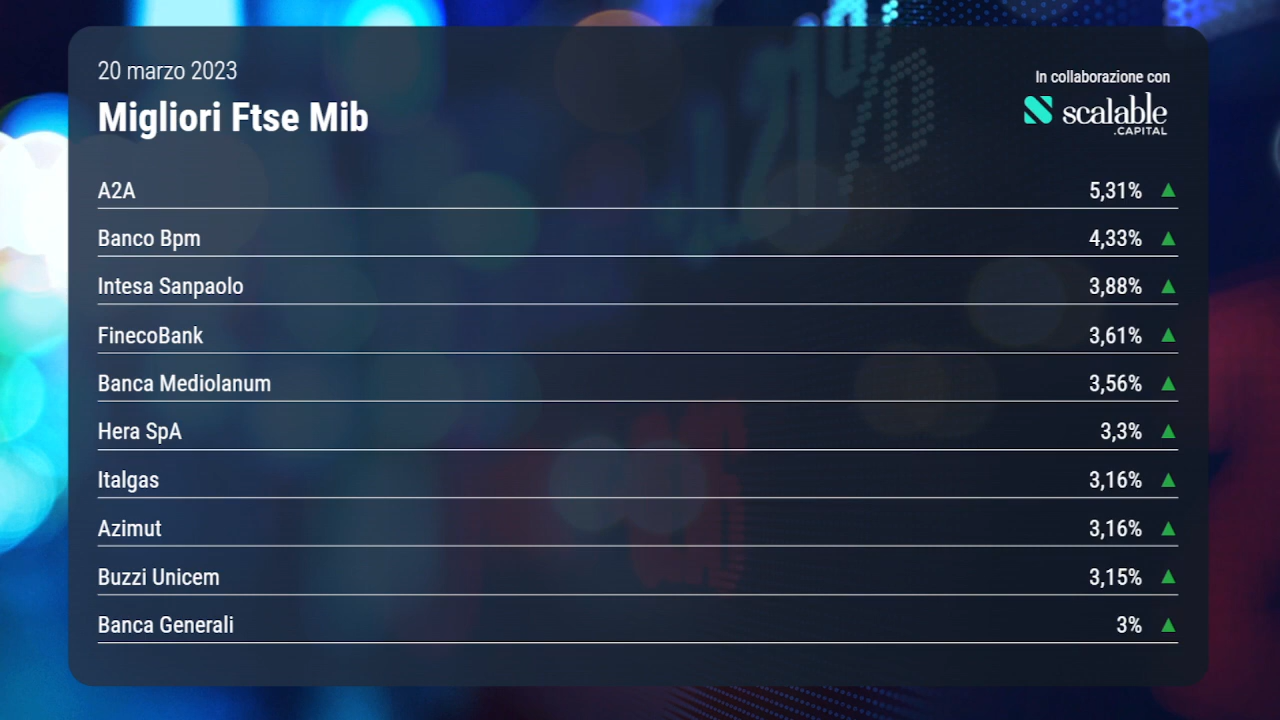 20 marzo 2023
Migliori Ftse Mib
In collaborazione con
scalable
.CAPITAL
A2A 5,31% ▲
Banco Bpm 4,33% ▲
Intesa Sanpaolo 3,88% ▲
FinecoBank 3,61% ▲
Banca Mediolanum 3,56% ▲
Hera SpA 3,3% ▲
Italgas 3,16% ▲
Azimut 3,16% ▲
Buzzi Unicem 3,15% ▲
Banca Generali 3% ▲